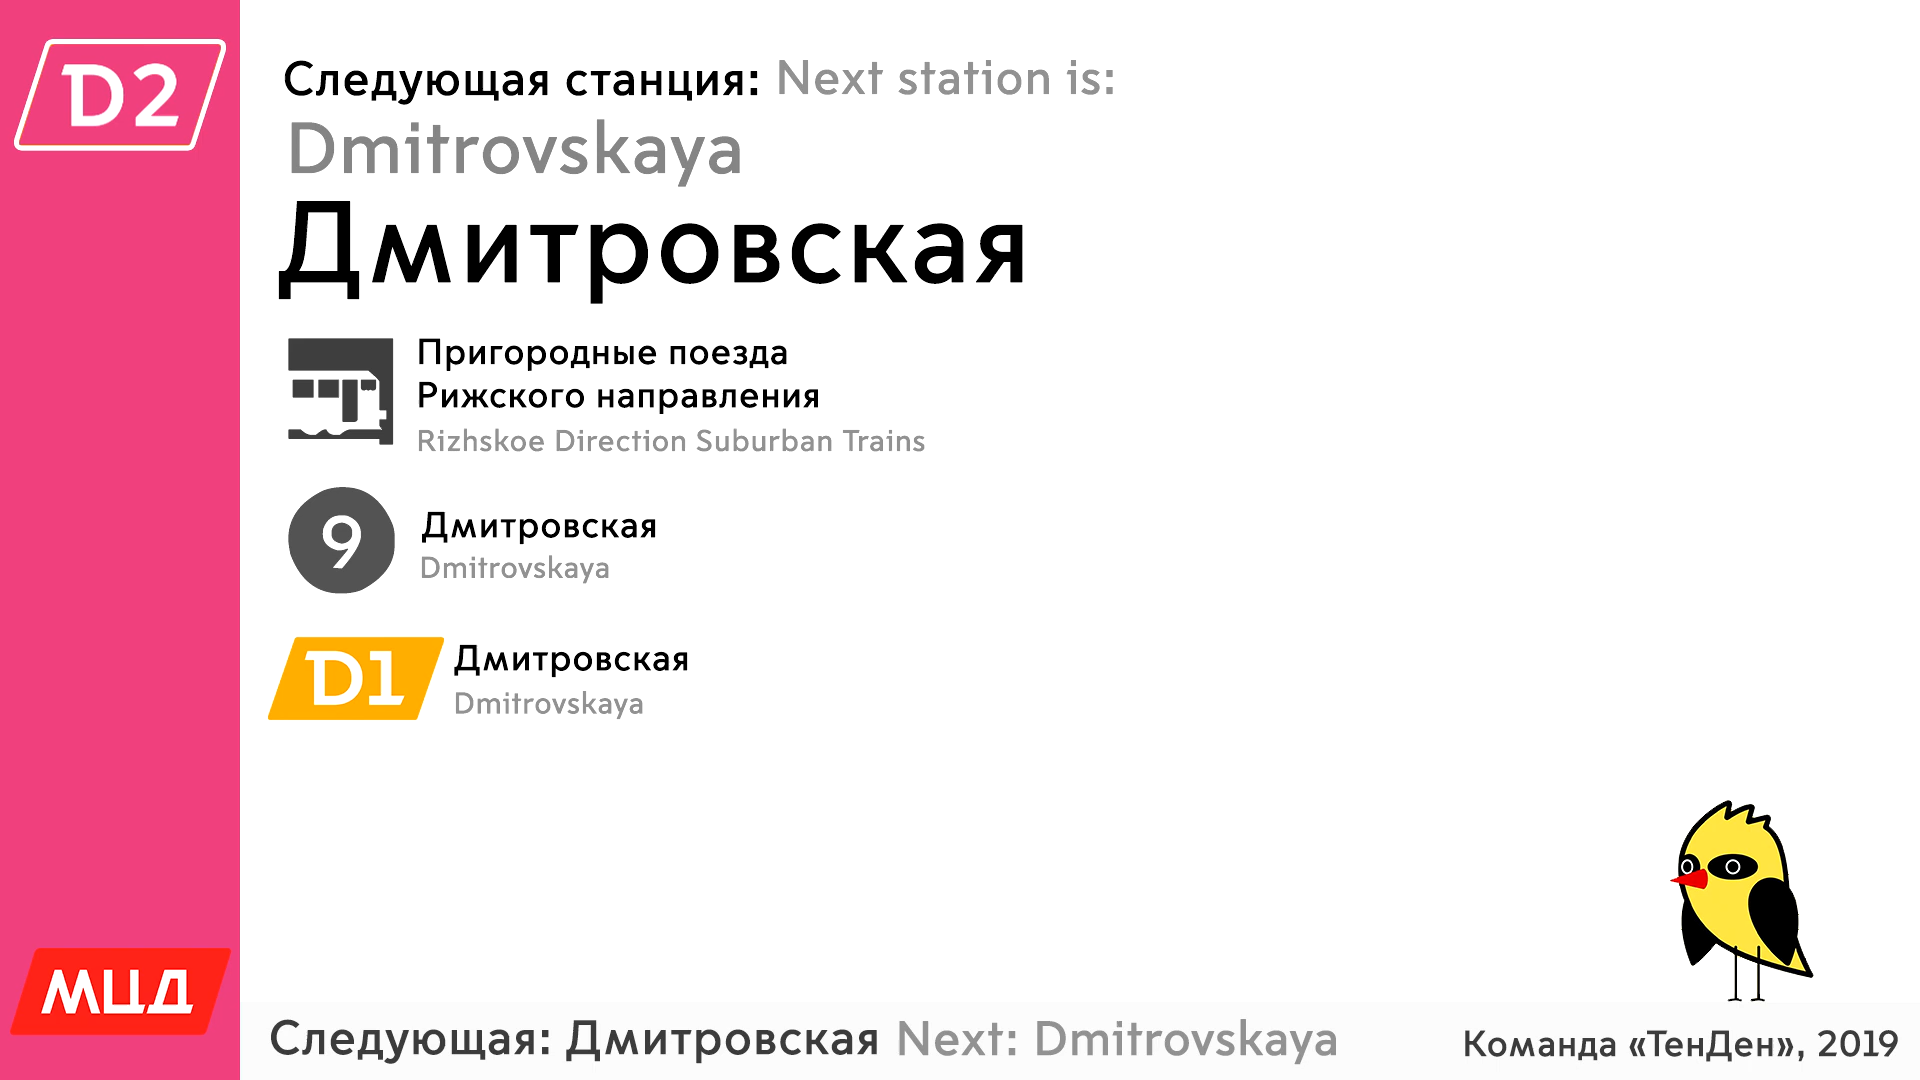 D2
Следующая станция: Next station is:
Dmitrovskaya
Дмитровская
Пригородные поезда
Рижского направления
Rizhskoe Direction Suburban Trains
9
Дмитровская
Dmitrovskaya
D1
Дмитровская
Dmitrovskaya
МЦД
Следующая: Дмитровская Next: Dmitrovskaya
Команда «ТенДен», 2019